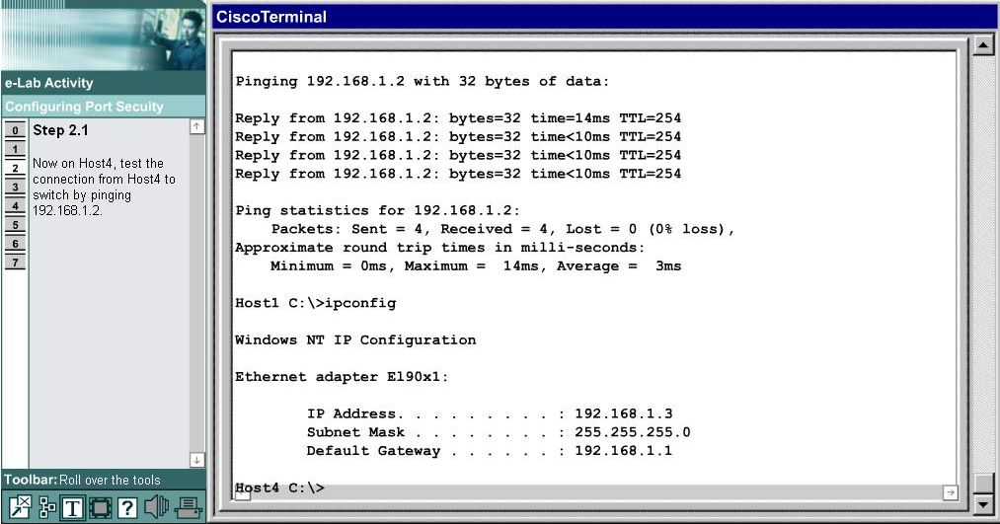 CiscoTerminal
e-Lab Activity
Configuring Port Secuity
0
1
2
3
4
5
6
7
Step 2.1
Now on Host4, test the
connection from Host4 to
switch by pinging
192.168.1.2.
Toolbar: Roll over the tools
T
?
Pinging 192.168.1.2 with 32 bytes of data:
Reply from 192.168.1.2: bytes=32 time=14ms TTL=254
Reply from 192.168.1.2: bytes=32 time<10ms TTL=254
Reply from 192.168.1.2: bytes=32 time<10ms TTL=254
Reply from 192.168.1.2: bytes=32 time<10ms TTL=254
Ping statistics for 192.168.1.2:
Packets: Sent = 4, Received = 4, Lost = 0 (0% loss),
Approximate round trip times in milli-seconds:
Minimum = 0ms, Maximum = 14ms, Average = 3ms
Host1 C:\>ipconfig
Windows NT IP Configuration
Ethernet adapter El90x1:
IP Address. . . . . . . . . : 192.168.1.3
Subnet Mask . . . . . . . . : 255.255.255.0
Default Gateway . . . . . . : 192.168.1.1
Host4 C:\>